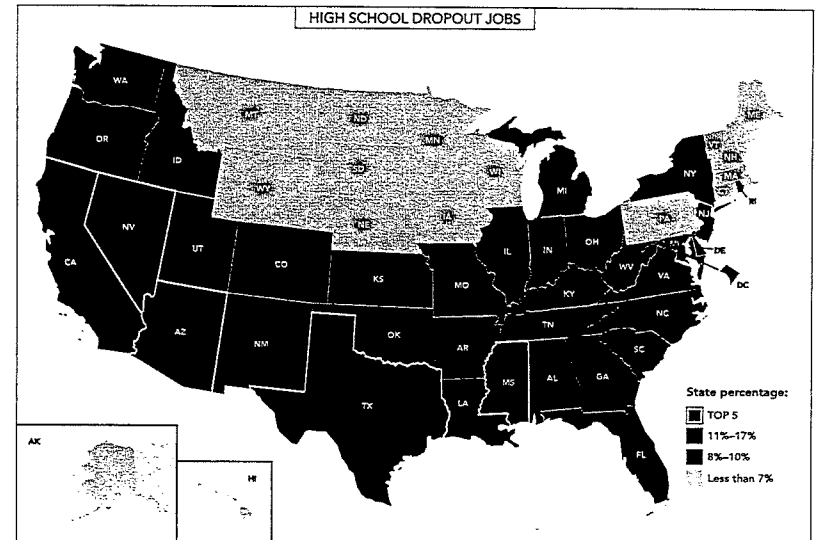 HIGH SCHOOL DROPOUT JOBS
WA
MT
ND
MN
ME
OR
ID
SD
WI
VT
NH
NY
MA
WY
MI
RI
NE
IA
PA
NJ
NV
UT
CO
KS
IL
IN
OH
DE
CA
MO
WV
VA
DC
KY
AZ
NM
OK
AR
TN
NC
SC
TX
LA
MS
AL
GA
FL
State percentage:
TOP 5
11%–17%
8%–10%
Less than 7%
AK
HI